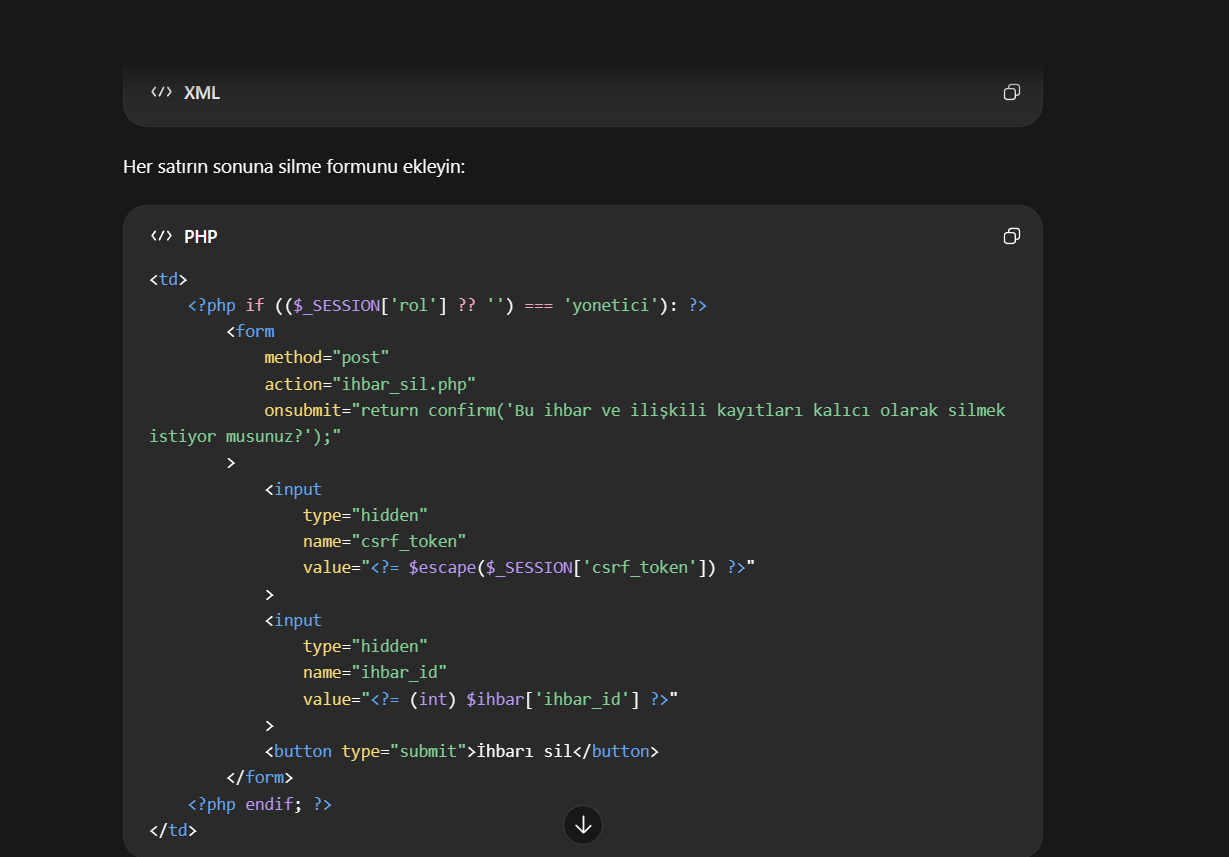 </> XML
Her satırın sonuna silme formunu ekleyin:
</> PHP
<td>
    <?php if (($_SESSION['rol'] ?? '') === 'yonetici'): ?>
        <form
            method="post"
            action="ihbar_sil.php"
            onsubmit="return confirm('Bu ihbar ve ilişkili kayıtları kalıcı olarak silmek
istiyor musunuz?');"
        >
            <input
                type="hidden"
                name="csrf_token"
                value="<?= $escape($_SESSION['csrf_token']) ?>"
            >
            <input
                type="hidden"
                name="ihbar_id"
                value="<?= (int) $ihbar['ihbar_id'] ?>"
            >
            <button type="submit">İhbarı sil</button>
        </form>
    <?php endif; ?>
</td>